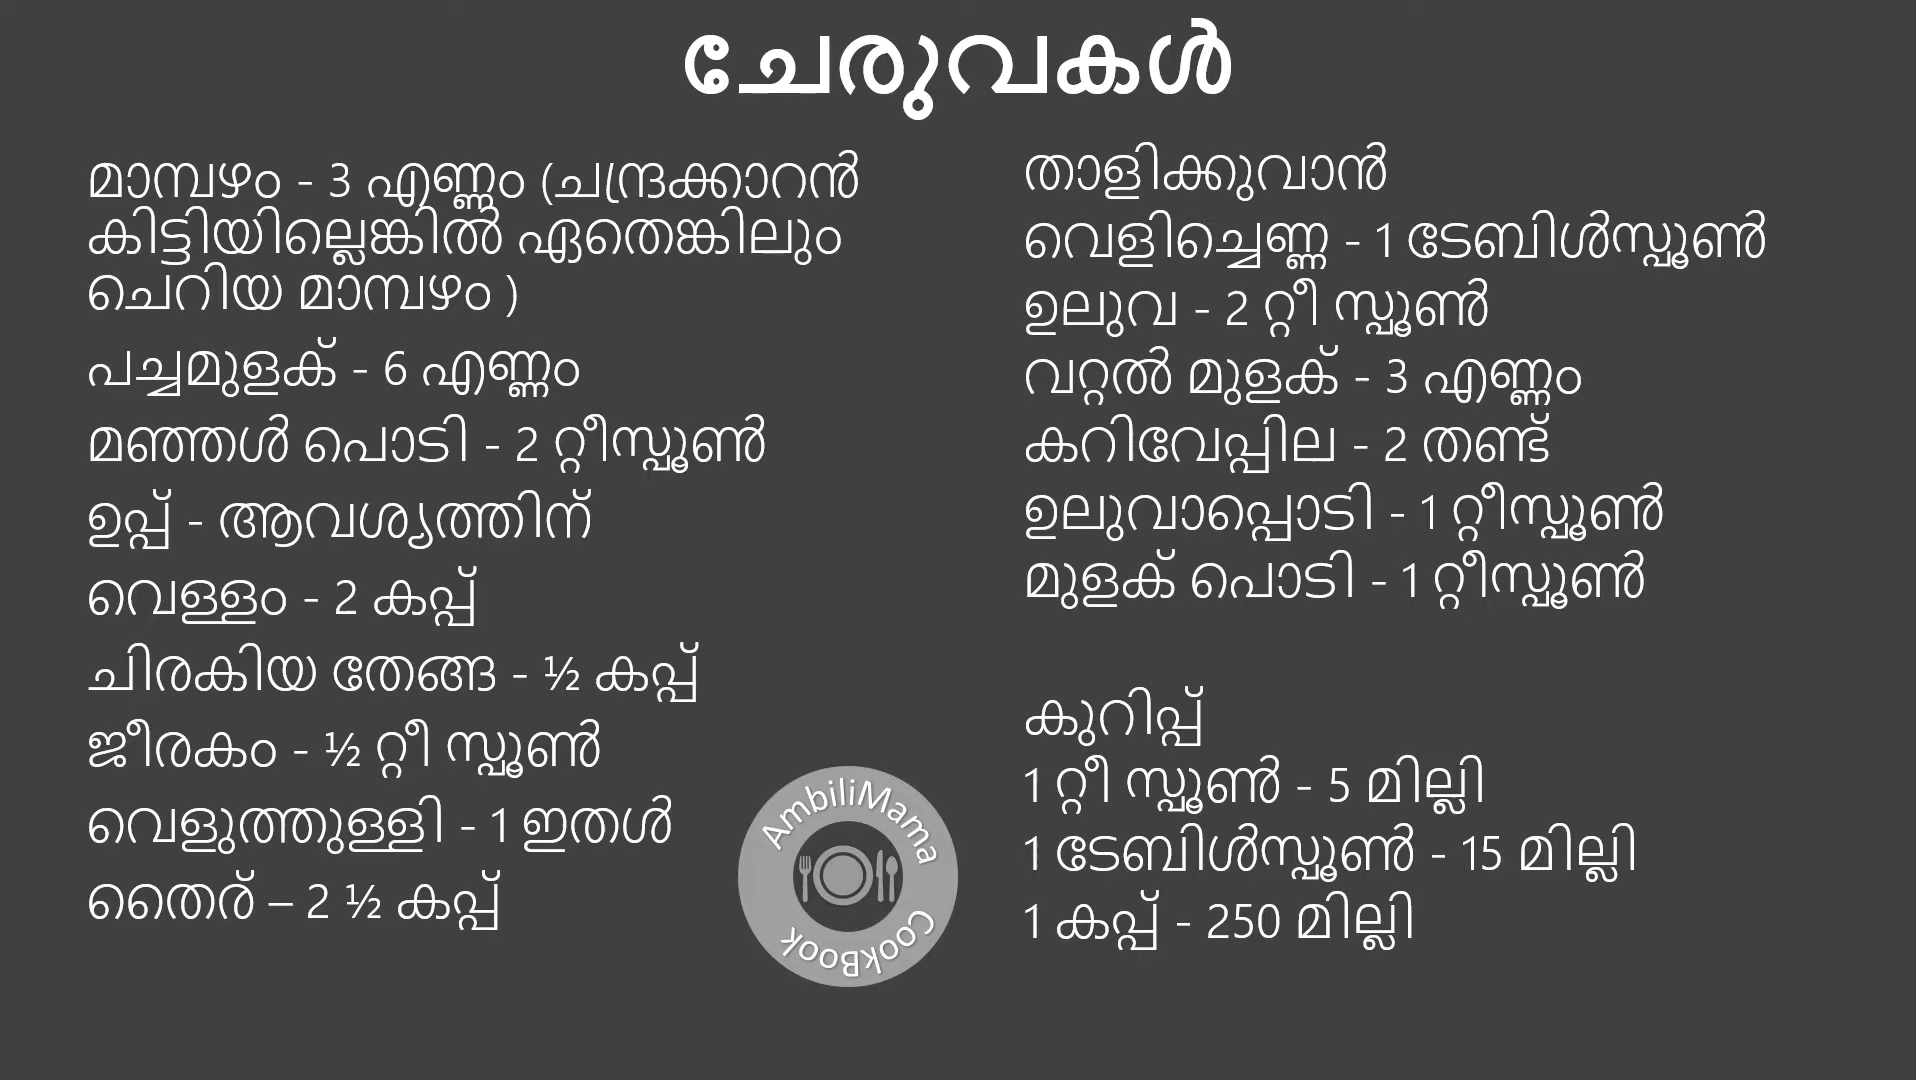 ചേരുവകൾ
മാമ്പഴം - 3 എണ്ണം (ചന്ദ്രക്കാറൻ
കിട്ടിയില്ലെങ്കിൽ ഏതെങ്കിലും
ചെറിയ മാമ്പഴം )
പച്ചമുളക് - 6 എണ്ണം
മഞ്ഞൾ പൊടി - 2 റ്റീസ്പൂൺ
ഉപ്പ് - ആവശ്യത്തിന്
വെള്ളം - 2 കപ്പ്
ചിരകിയ തേങ്ങ - ½ കപ്പ്
ജീരകം - ½ റ്റീ സ്പൂൺ
വെളുത്തുള്ളി - 1 ഇതൾ
തൈര് – 2 ½ കപ്പ്
താളിക്കുവാൻ
വെളിച്ചെണ്ണ - 1 ടേബിൾസ്പൂൺ
ഉലുവ - 2 റ്റീ സ്പൂൺ
വറ്റൽ മുളക് - 3 എണ്ണം
കറിവേപ്പില - 2 തണ്ട്
ഉലുവാപ്പൊടി - 1 റ്റീസ്പൂൺ
മുളക് പൊടി - 1 റ്റീസ്പൂൺ
കുറിപ്പ്
1 റ്റീ സ്പൂൺ - 5 മില്ലി
1 ടേബിൾസ്പൂൺ - 15 മില്ലി
1 കപ്പ് - 250 മില്ലി
AmbiliMama
CookBook